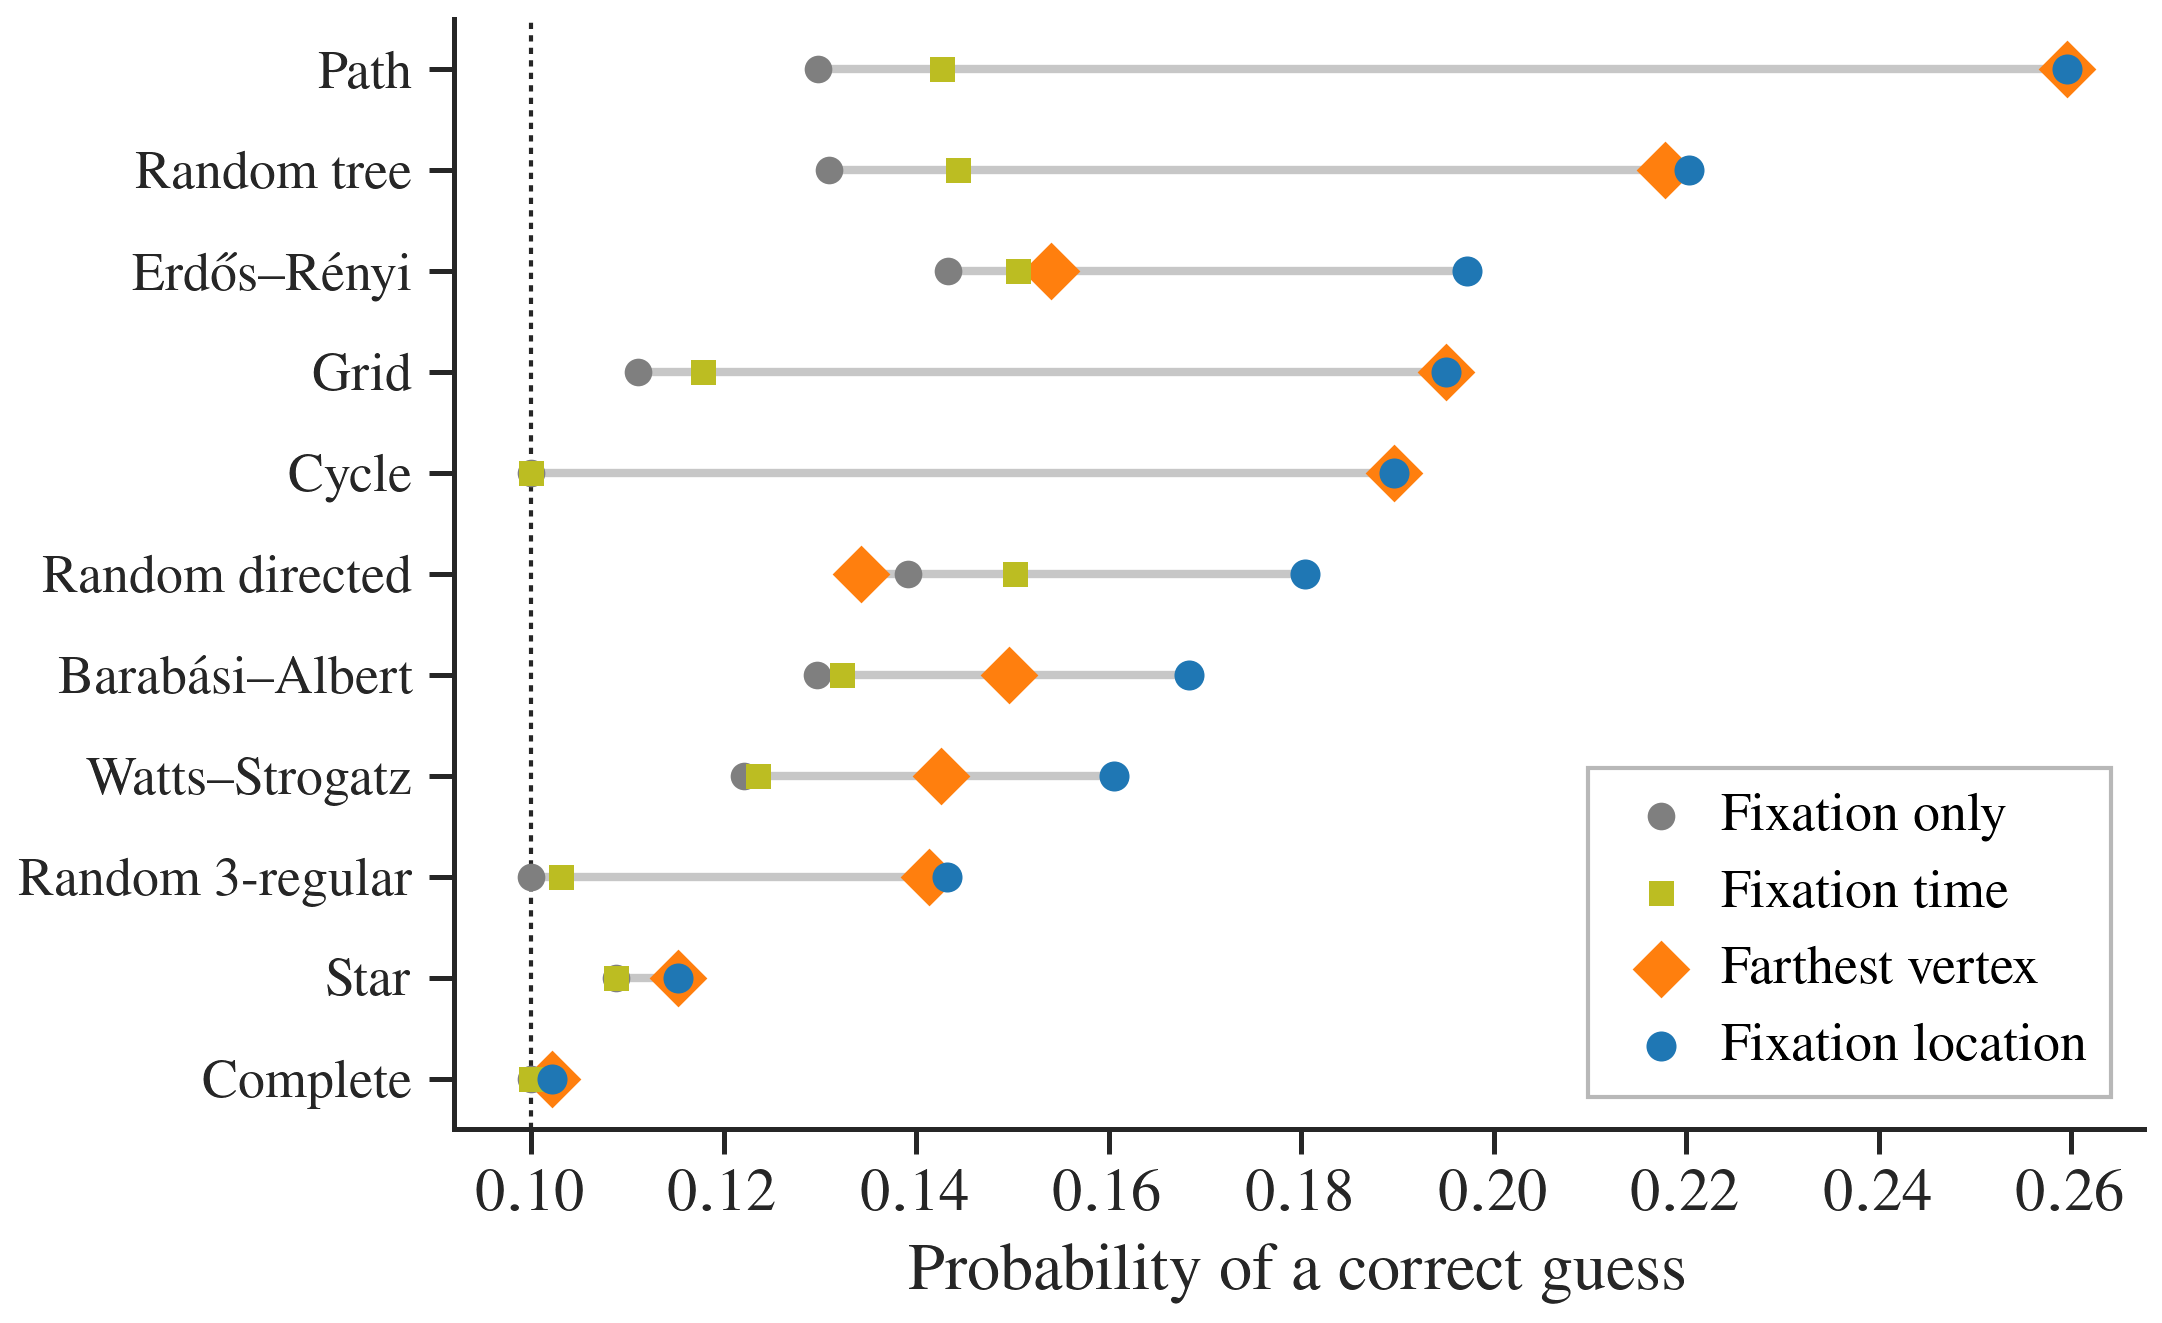 Path
Random tree
Erdős–Rényi
Grid
Cycle
Random directed
Barabási–Albert
Watts–Strogatz
Random 3-regular
Star
Complete
Fixation only
Fixation time
Farthest vertex
Fixation location
0.10 0.12 0.14 0.16 0.18 0.20 0.22 0.24 0.26
Probability of a correct guess